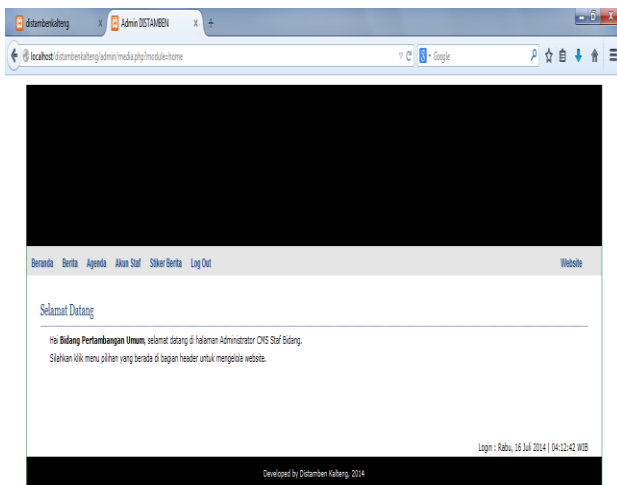 distambenkalteng x Admin DISTAMBEN x +
localhost/distambenkalteng/admin/media.php?module=home Google
Beranda Berita Agenda Akun Staf Stiker Berita Log Out Website
Selamat Datang
Hai Bidang Pertambangan Umum, selamat datang di halaman Administrator CMS Staf Bidang.
Silahkan klik menu pilihan yang berada di bagian header untuk mengelola website.
Login : Rabu, 16 Juli 2014 | 04:12:42 WIB
Developed by Distamben Kalteng, 2014